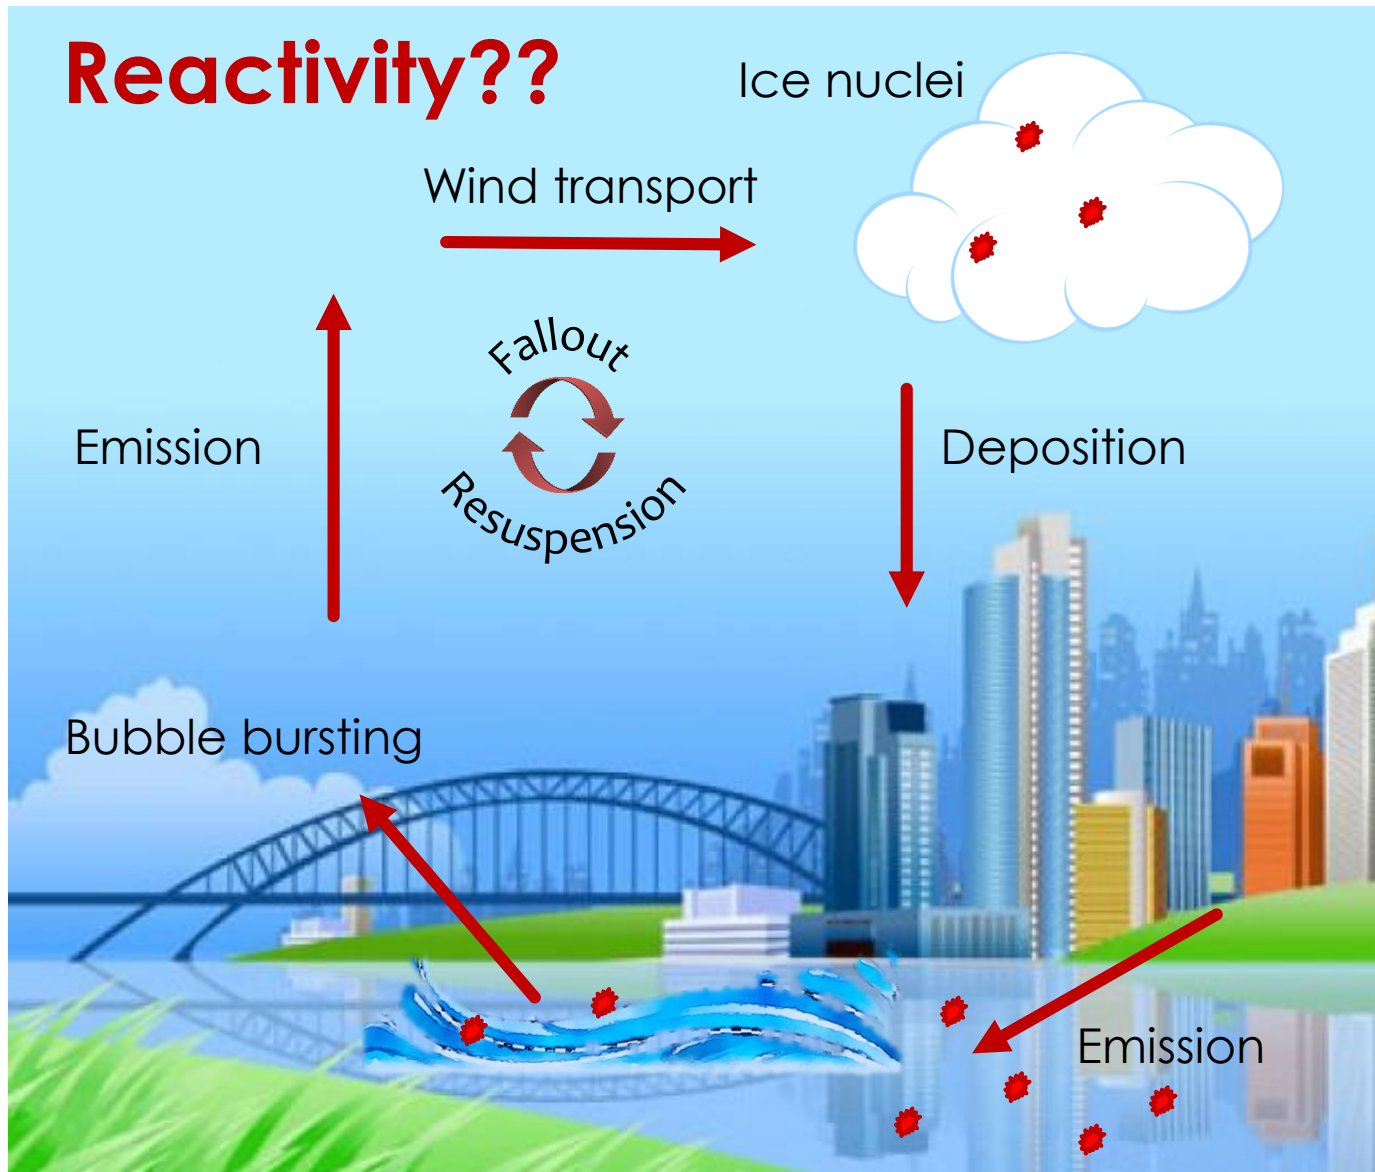 Reactivity??
Ice nuclei
Wind transport
Fallout
Resuspension
Emission
Deposition
Bubble bursting
Emission